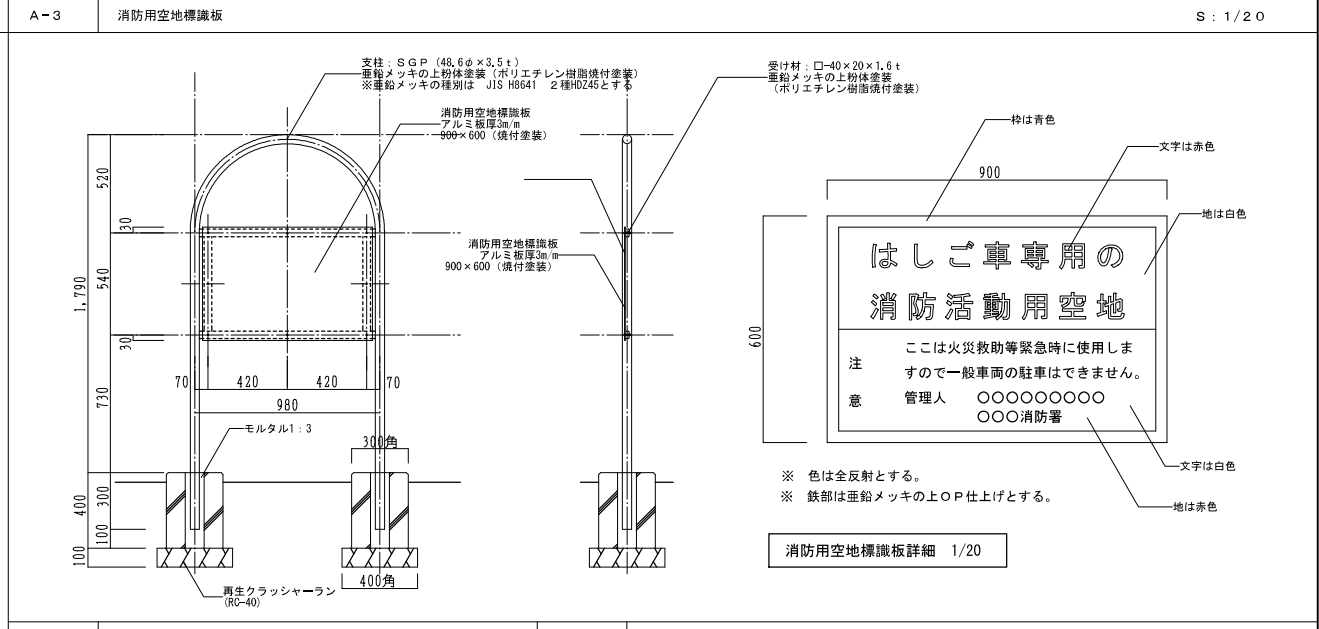 A-3
消防用空地標識板
S：1/20
支柱：SGP (48.6φ×3.5t)
亜鉛メッキの上粉体塗装（ポリエチレン樹脂焼付塗装）
※亜鉛メッキの種別は JIS H8641 2種HDZ45とする
消防用空地標識板
アルミ板厚3m/m
900×600（焼付塗装）
受け材：口-40×20×1.6t
亜鉛メッキの上粉体塗装
（ポリエチレン樹脂焼付塗装）
消防用空地標識板
アルミ板厚3m/m
900×600（焼付塗装）
520
30
540
1,790
30
730
70
420
420
70
980
モルタル1：3
300角
400
300
100
100
400角
再生クラッシャーラン
(RC-40)
枠は青色
文字は赤色
900
地は白色
600
はしご車専用の
消防活動用空地
注意
ここは火災救助等緊急時に使用しま
すので一般車両の駐車はできません。
管理人 ○○○○○○○○○
○○○消防署
文字は白色
地は赤色
※ 色は全反射とする。
※ 鉄部は亜鉛メッキの上OP仕上げとする。
消防用空地標識板詳細 1/20